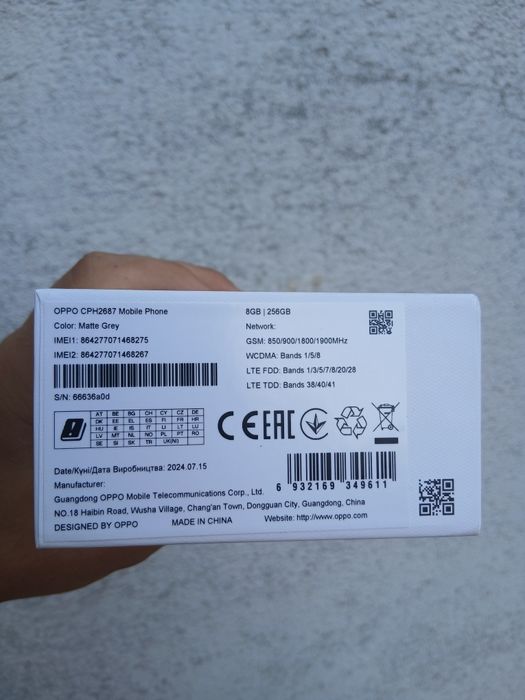 OPPO CPH2687 Mobile Phone
Color: Matte Grey
IMEI1: 864277071468275
IMEI2: 864277071468267
S/N: 66636a0d
8GB | 256GB
Network:
GSM: 850/900/1800/1900MHz
WCDMA: Bands 1/5/8
LTE FDD: Bands 1/3/5/7/8/20/28
LTE TDD: Bands 38/40/41
AT BE BG CH CY CZ DE
DK EE EL ES FI FR HR
HU IE IS IT LI LT LU
LV MT NL NO PL PT RO
SE SI SK TR UK(NI)
CE EAC
Date/Күні/Дата Виробництва: 2024.07.15
Manufacturer:
Guangdong OPPO Mobile Telecommunications Corp., Ltd.
NO.18 Haibin Road, Wusha Village, Chang'an Town, Dongguan City, Guangdong, China
DESIGNED BY OPPO MADE IN CHINA Website: http://www.oppo.com
6 932169 349611